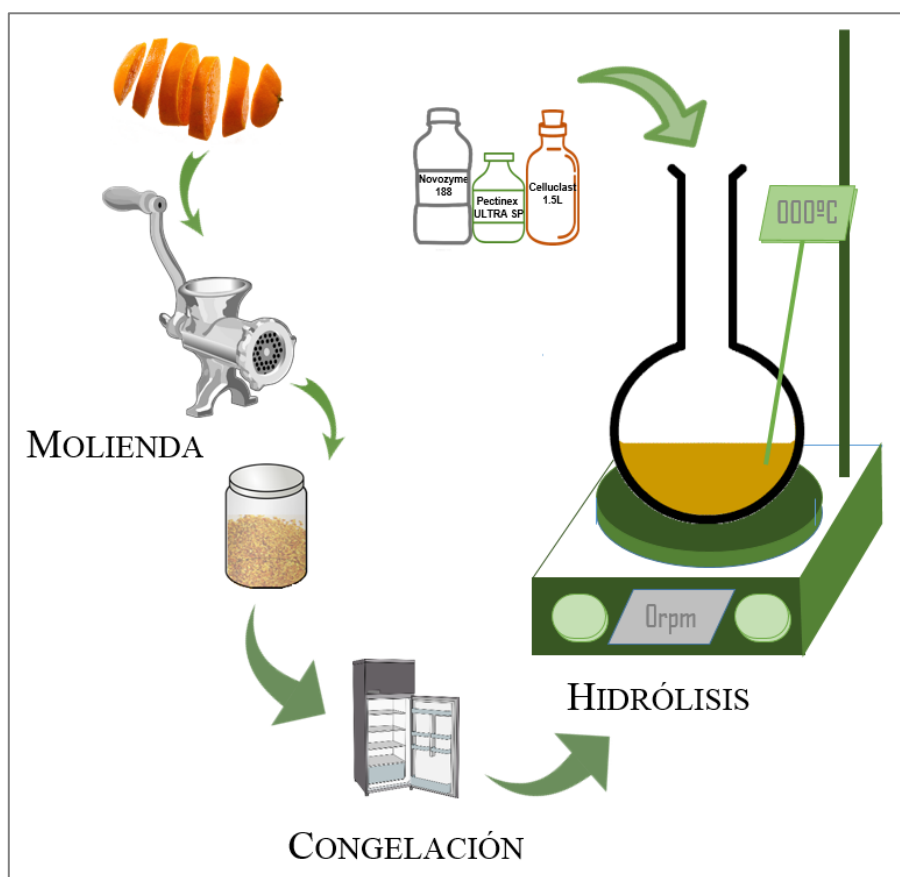 Novozyme
188
Pectinex
ULTRA SP
Celluclast
1.5L
000ºC
MOLIENDA
0rpm
HIDRÓLISIS
CONGELACIÓN